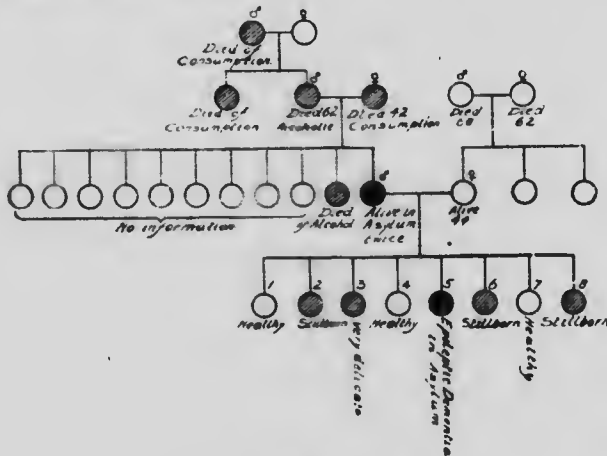 ♂ ♀
Died of
Consumption
♂ ♀
Died of
Consumption
Died 62
Alcoholic
Died 42
Consumption
♂ ♀
Died
Died
62
No information
Died
of Alcohol
♂
Alive in
Asylum
twice
♀
Alive
1 2 3 4 5 6 7 8
Healthy
Stillborn
Very delicate
Healthy
Epileptic Dementia
in Asylum
Stillborn
Healthy
Stillborn